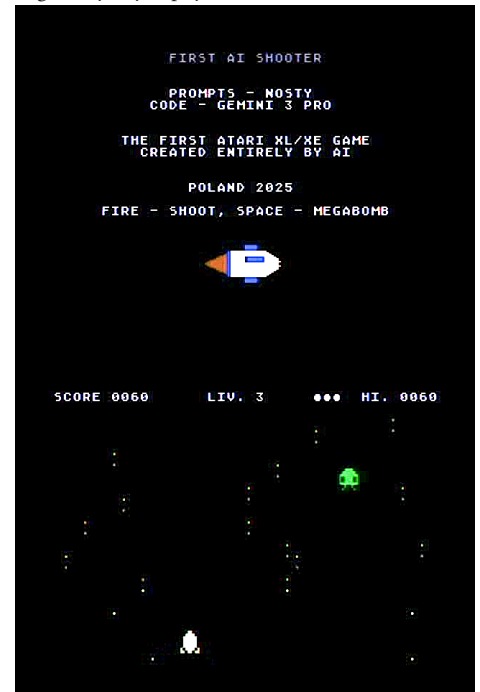 FIRST AI SHOOTER
PROMPTS - NOSTY
CODE - GEMINI 3 PRO
THE FIRST ATARI XL/XE GAME
CREATED ENTIRELY BY AI
POLAND 2025
FIRE - SHOOT, SPACE - MEGABOMB
SCORE 0060 LIV. 3 ●●● HI. 0060